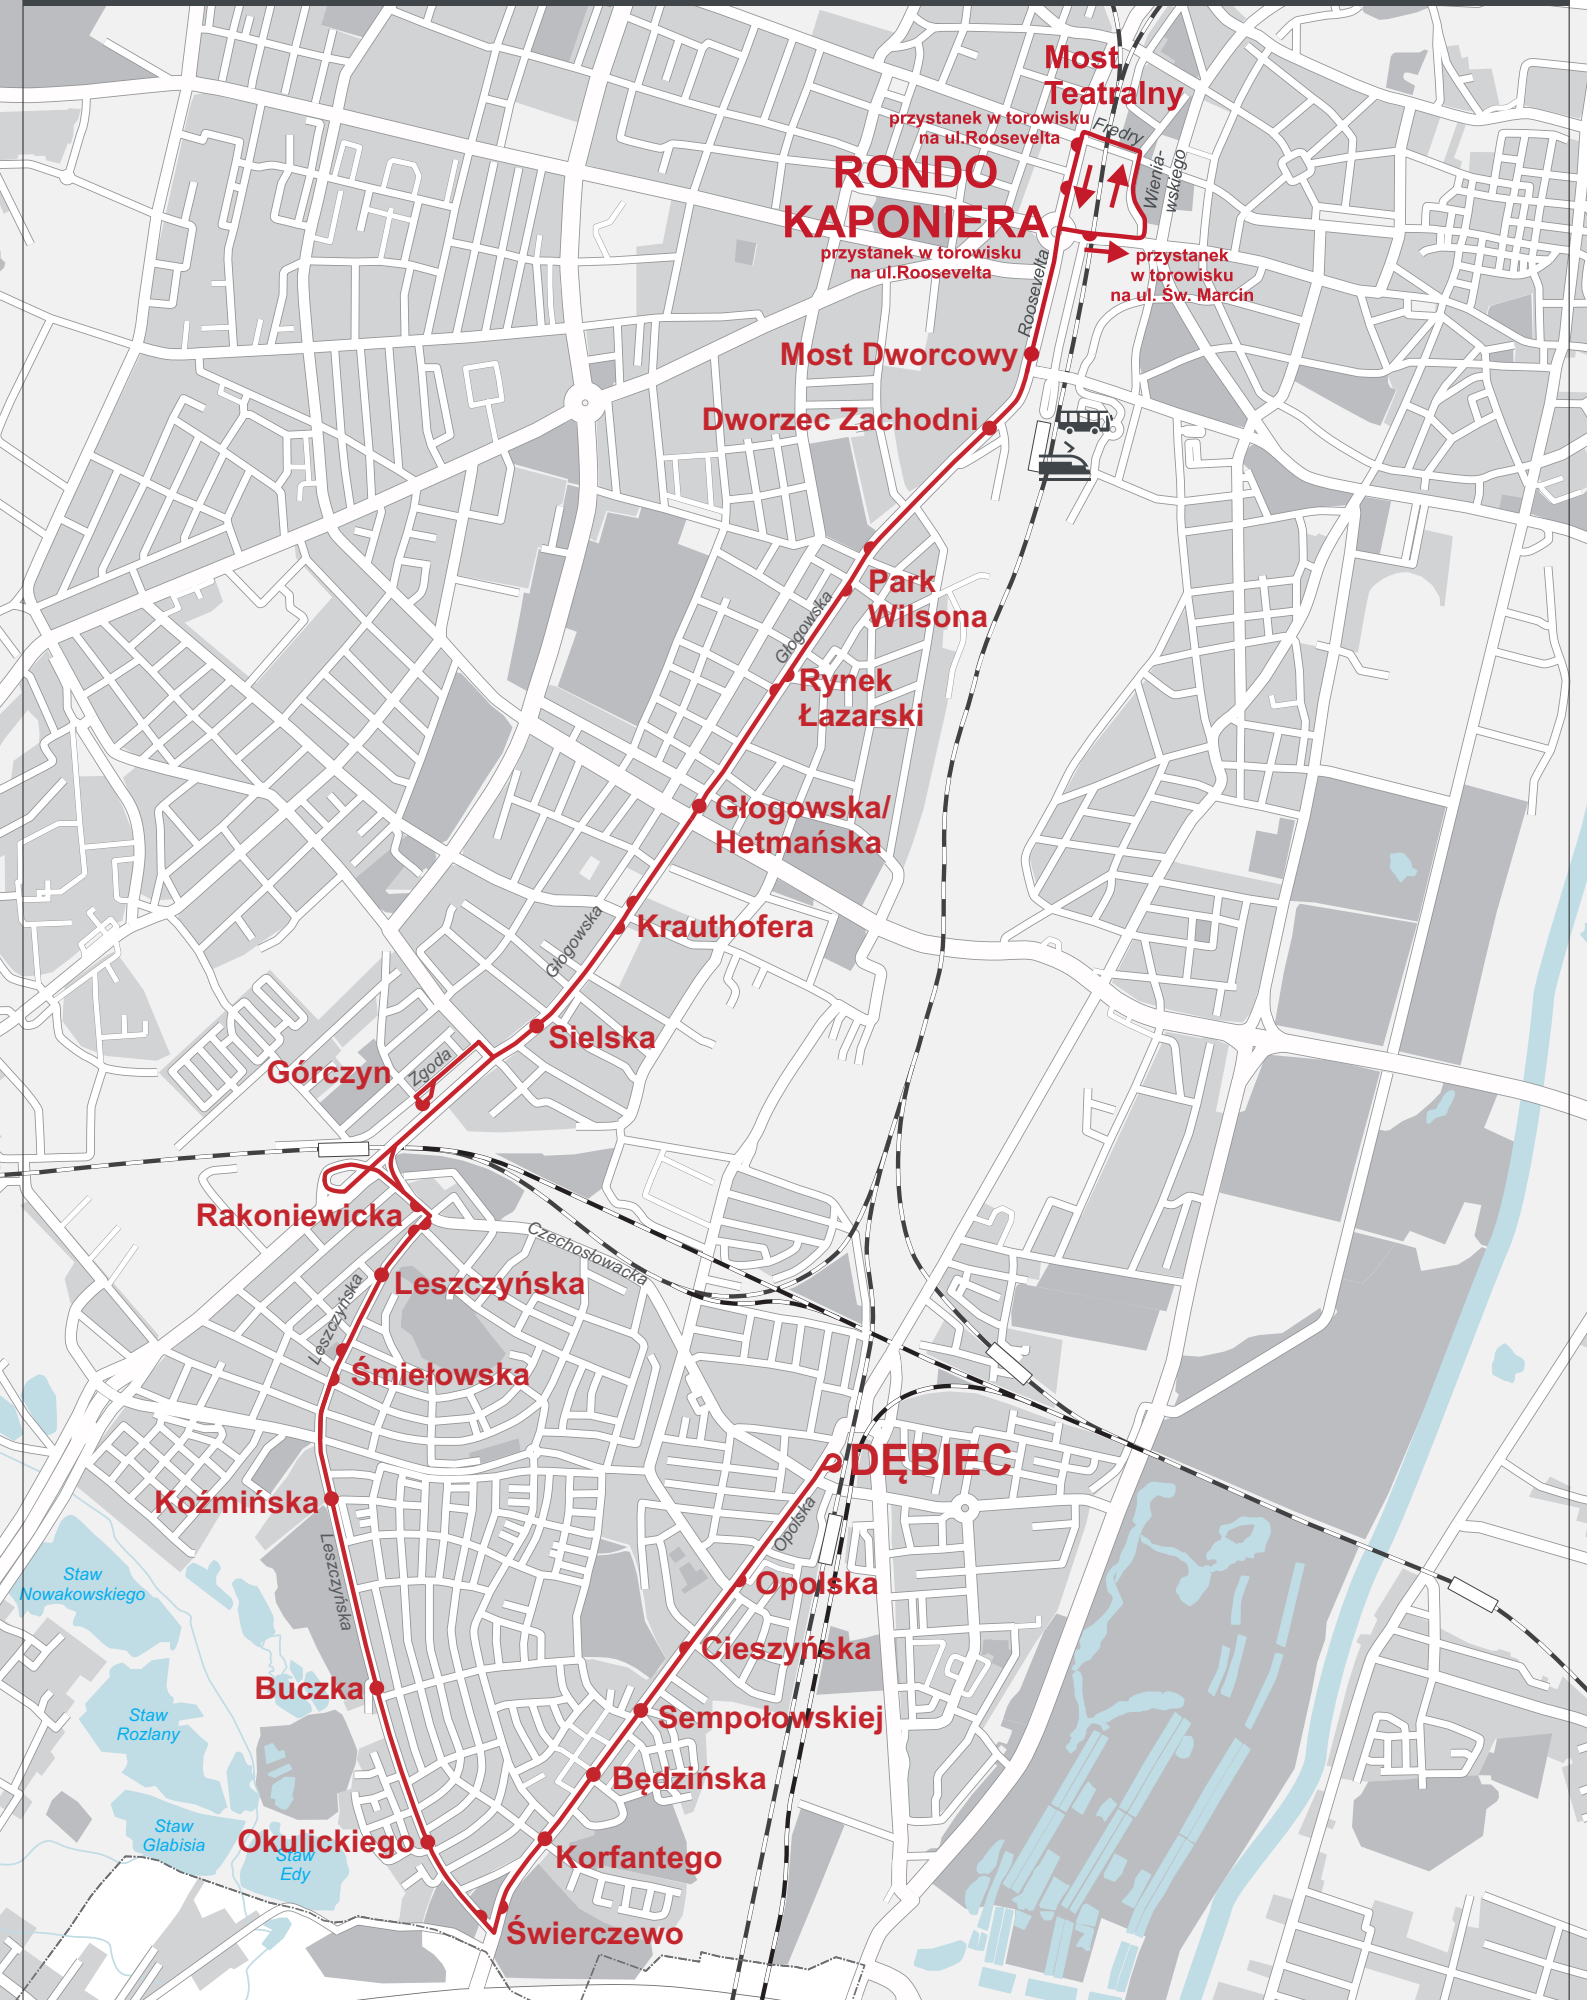 Most
Teatralny
przystanek w torowisku
na ul.Roosevelta
Fredry
Wienia-
wskiego
RONDO
KAPONIERA
przystanek w torowisku
na ul.Roosevelta
przystanek
w torowisku
na ul. Św. Marcin
Roosevelta
Most Dworcowy
Dworzec Zachodni
Park
Wilsona
Głogowska
Rynek
Łazarski
Głogowska/
Hetmańska
Krauthofera
Głogowska
Sielska
Górczyn
Zgoda
Rakoniewicka
Czechosłowacka
Leszczyńska
Leszczyńska
Śmiełowska
DĘBIEC
Koźmińska
Opolska
Leszczyńska
Staw
Nowakowskiego
Opolska
Cieszyńska
Buczka
Staw
Rozlany
Sempołowskiej
Będzińska
Staw
Glabisia
Okulickiego
Staw
Edy
Korfantego
Świerczewo